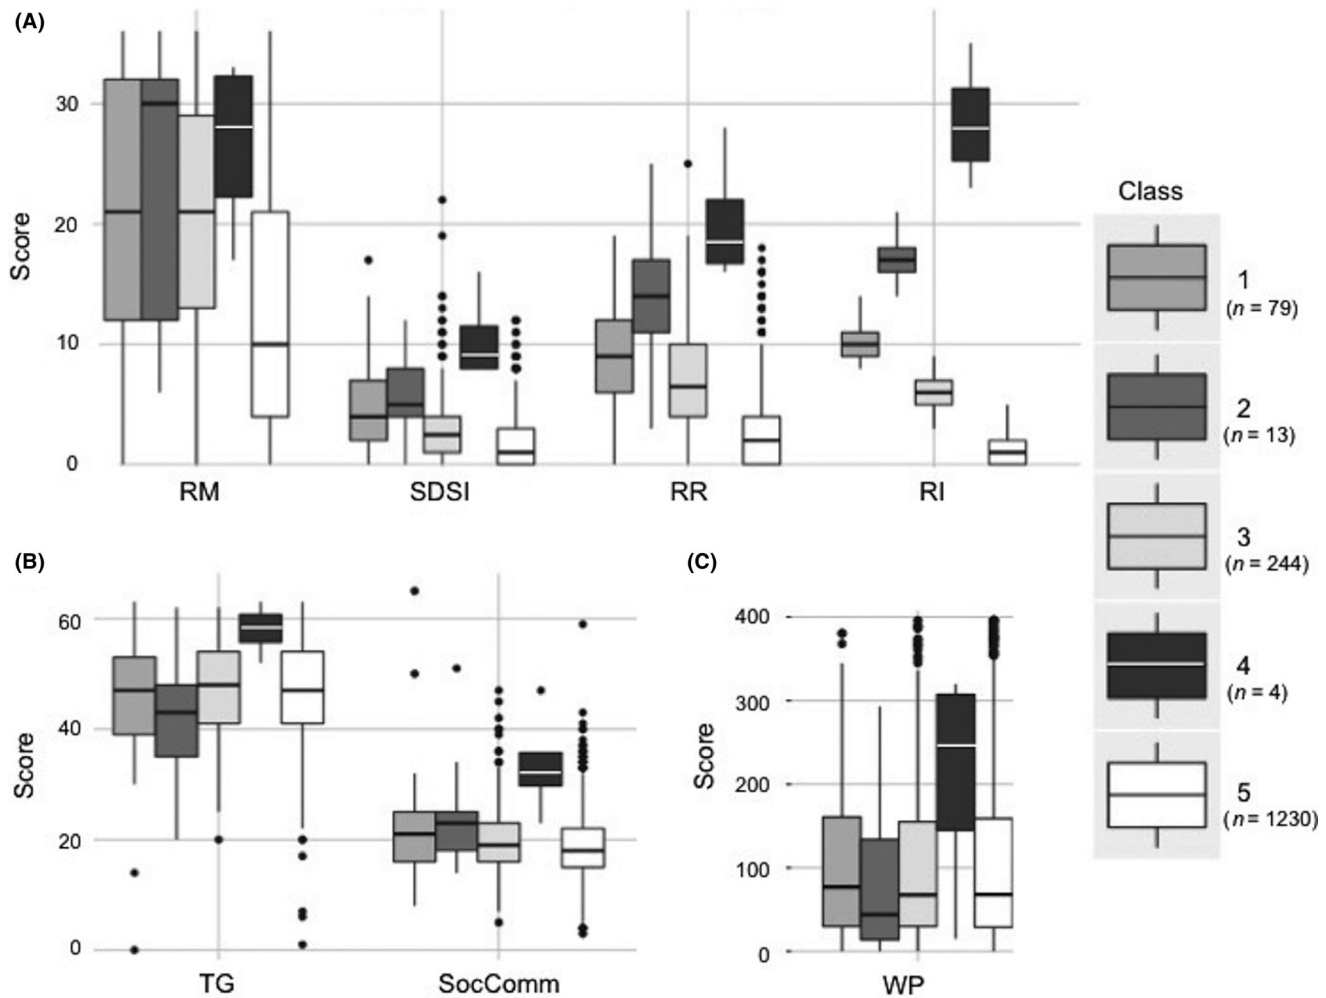 (A)
Score
30
20
10
0
RM SDSI RR RI
Class
1
(n = 79)
2
(n = 13)
3
(n = 244)
4
(n = 4)
5
(n = 1230)
(B)
Score
60
40
20
0
TG SocComm
(C)
Score
400
300
200
100
0
WP